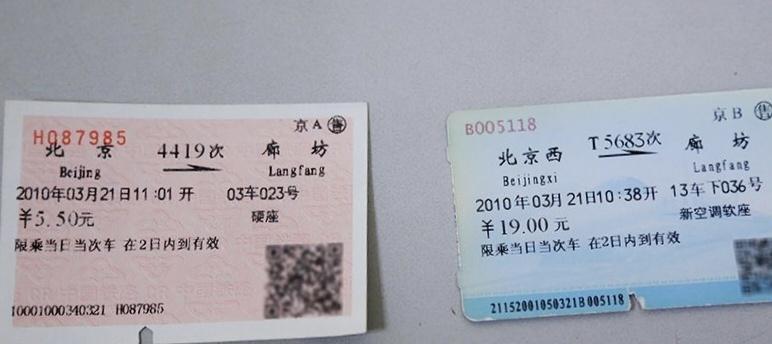 京A 售
H087985
北京 4419次 廊坊
Beijing Langfang
2010年03月21日11:01开 03车023号
￥5.50元 硬座
限乘当日当次车 在2日内到有效
10001000340321 H087985
京B 售
B005118
北京西 T5683次 廊坊
Beijingxi Langfang
2010年03月21日10:38开 13车下036号
￥19.00元 新空调软座
限乘当日当次车 在2日内到有效
21152001050321B005118